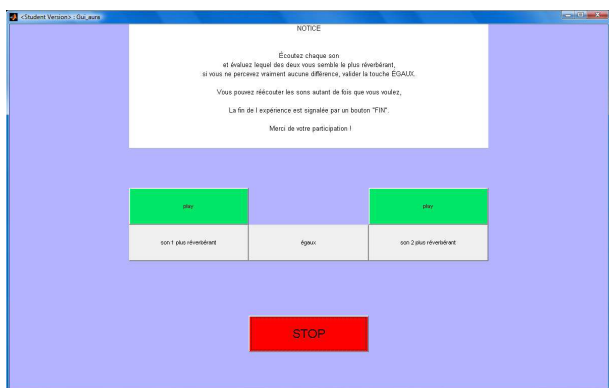 <Student Version> : Gui_aura
NOTICE
Écoutez chaque son
et évaluez lequel des deux vous semble le plus réverbérant,
si vous ne percevez vraiment aucune différence, valider la touche ÉGAUX.
Vous pouvez réécouter les sons autant de fois que vous voulez,
La fin de l expérience est signalée par un bouton "FIN".
Merci de votre participation !
play
play
son 1 plus réverbérant
égaux
son 2 plus réverbérant
STOP